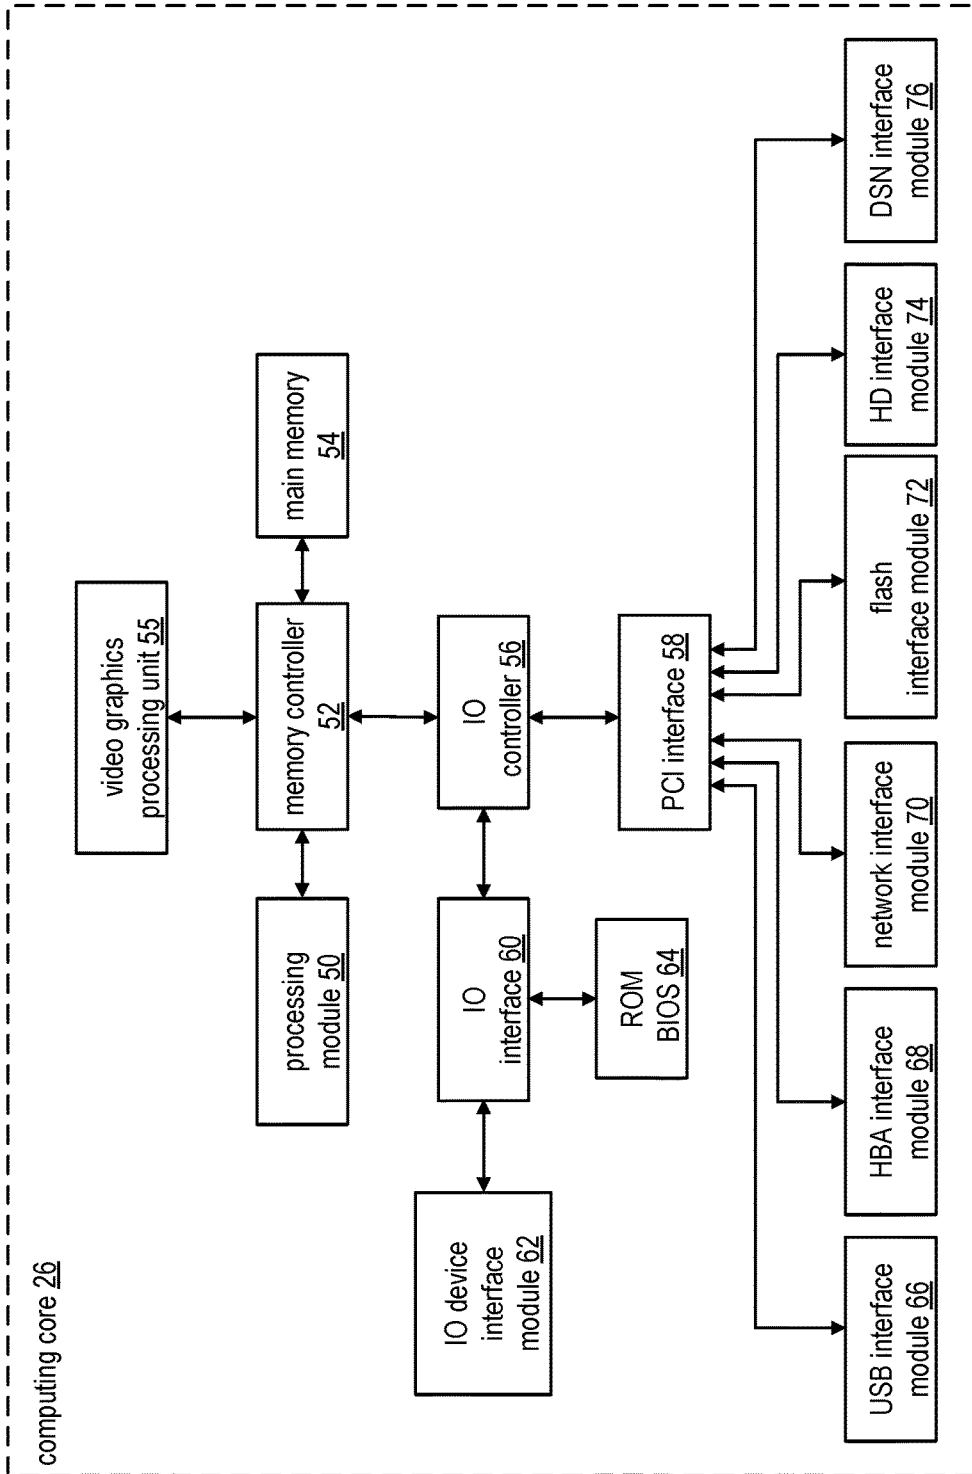 computing core 26
video graphics
processing unit 55
processing
module 50
memory controller
52
main memory
54
IO device
interface
module 62
IO
interface 60
IO
controller 56
ROM
BIOS 64
PCI interface 58
USB interface
module 66
HBA interface
module 68
network interface
module 70
flash
interface module 72
HD interface
module 74
DSN interface
module 76